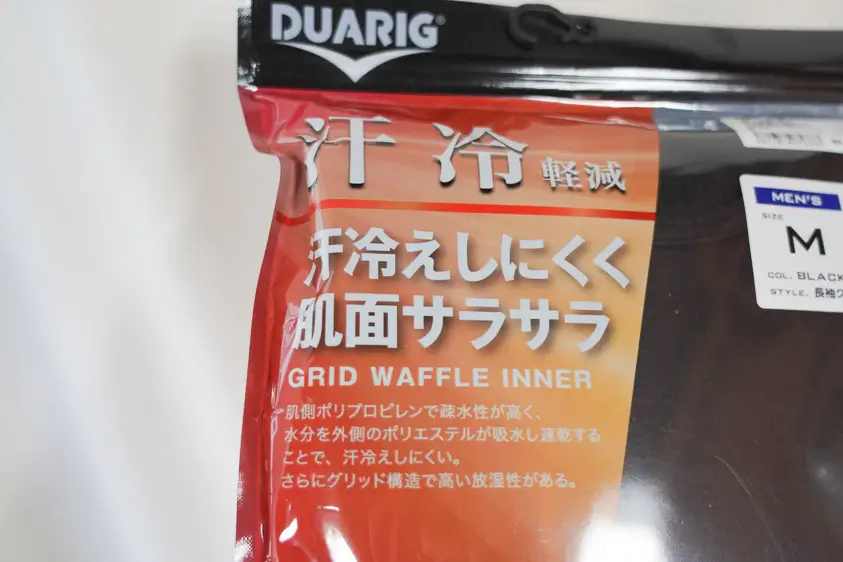 DUARIG
汗冷軽減
汗冷えしにくく
肌面サラサラ
GRID WAFFLE INNER
肌側ポリプロピレンで疎水性が高く、
水分を外側のポリエステルが吸水し速乾する
ことで、汗冷えしにくい。
さらにグリッド構造で高い放湿性がある。
MEN'S
SIZE
M
COL. BLACK
STYLE. 長袖ク